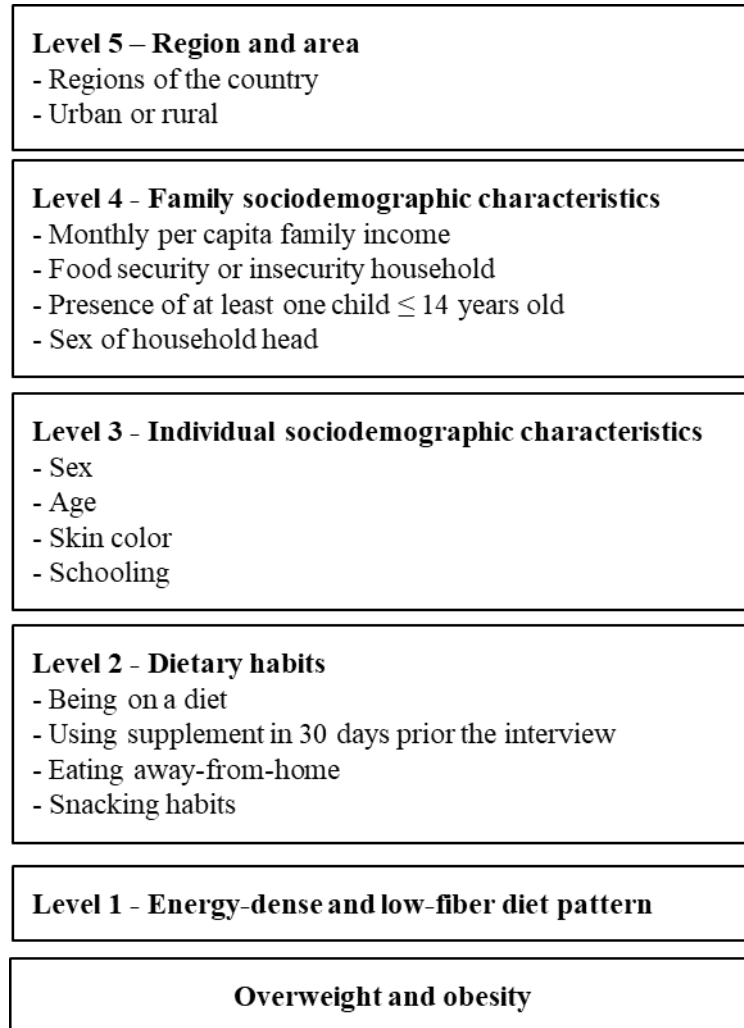 Level 5 – Region and area
- Regions of the country
- Urban or rural
Level 4 - Family sociodemographic characteristics
- Monthly per capita family income
- Food security or insecurity household
- Presence of at least one child ≤ 14 years old
- Sex of household head
Level 3 - Individual sociodemographic characteristics
- Sex
- Age
- Skin color
- Schooling
Level 2 - Dietary habits
- Being on a diet
- Using supplement in 30 days prior the interview
- Eating away-from-home
- Snacking habits
Level 1 - Energy-dense and low-fiber diet pattern
Overweight and obesity